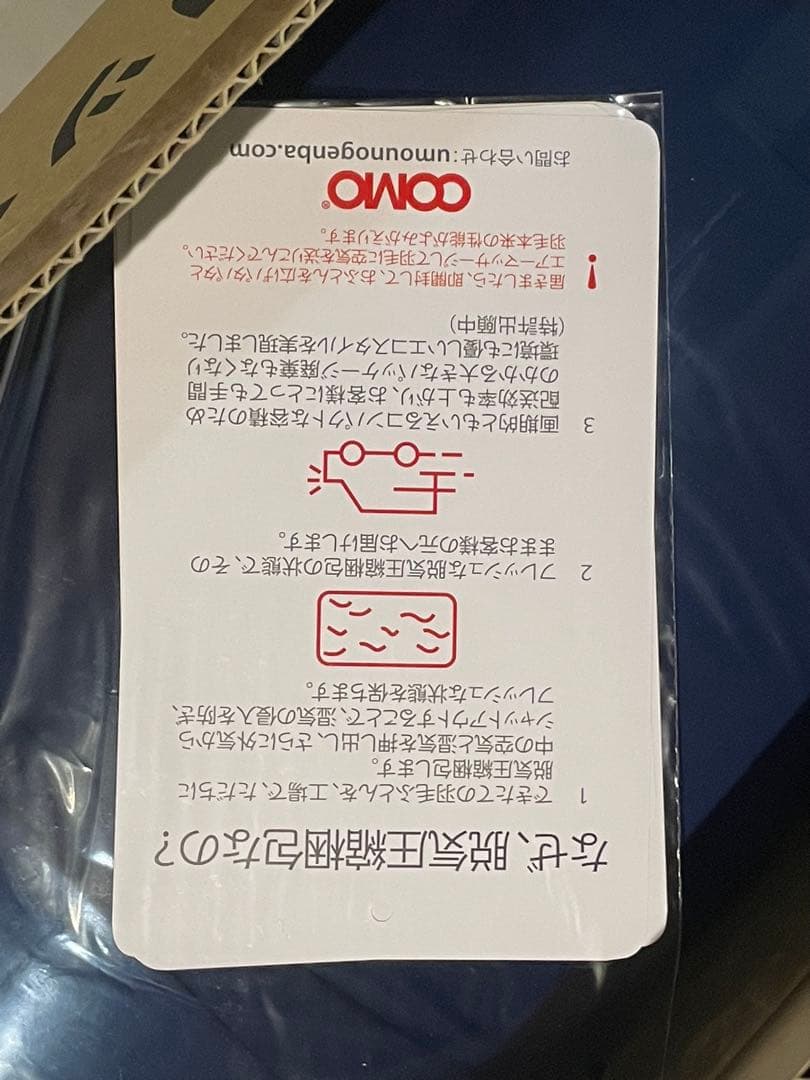 なぜ、脱気圧縮梱包なの?
1 できたての羽毛ふとんを、工場で、ただちに
脱気圧縮梱包します。
中の空気と湿気を押し出し、さらに外気から
シャットアウトすることで、湿気の侵入を防ぎ、
フレッシュな状態を保ちます。
2 フレッシュな脱気圧縮梱包の状態で、その
ままお客様の元へお届けします。
3 画期的ともいえるコンパクトな容積のため
配送効率も上がり、お客様にとっても手間
のかかる大きなパッケージ廃棄もなくなり
環境にも優しいエコスタイルを実現しました。
(特許出願中)
! 届きましたら、即開封して、おふとんを広げパタパタと
エアーマッサージして羽毛に空気を送りこんでください。
羽毛本来の性能がよみがえります。
COMO®
お問い合わせ:umounogenba.com